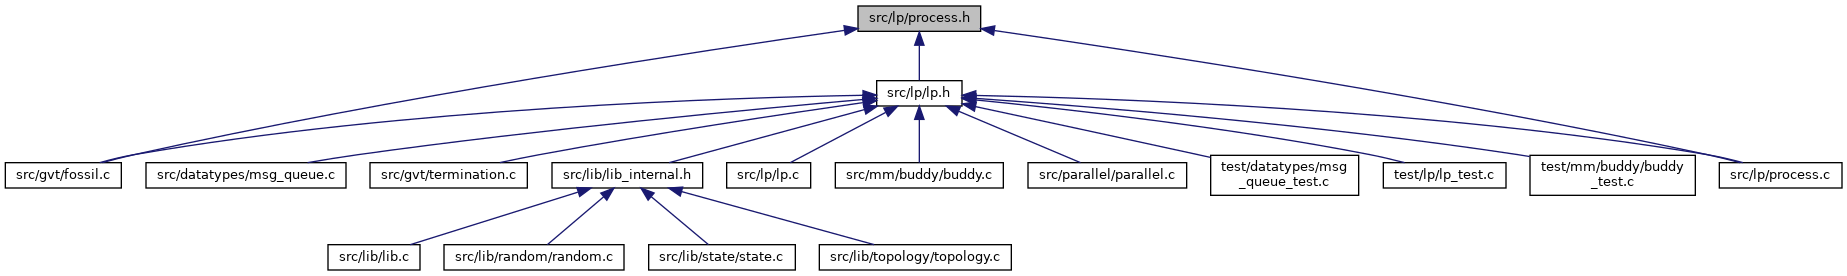 src/lp/process.h
src/lp/lp.h
src/gvt/fossil.c
src/datatypes/msg_queue.c
src/gvt/termination.c
src/lib/lib_internal.h
src/lp/lp.c
src/mm/buddy/buddy.c
src/parallel/parallel.c
test/datatypes/msg
_queue_test.c
test/lp/lp_test.c
test/mm/buddy/buddy
_test.c
src/lp/process.c
src/lib/lib.c
src/lib/random/random.c
src/lib/state/state.c
src/lib/topology/topology.c